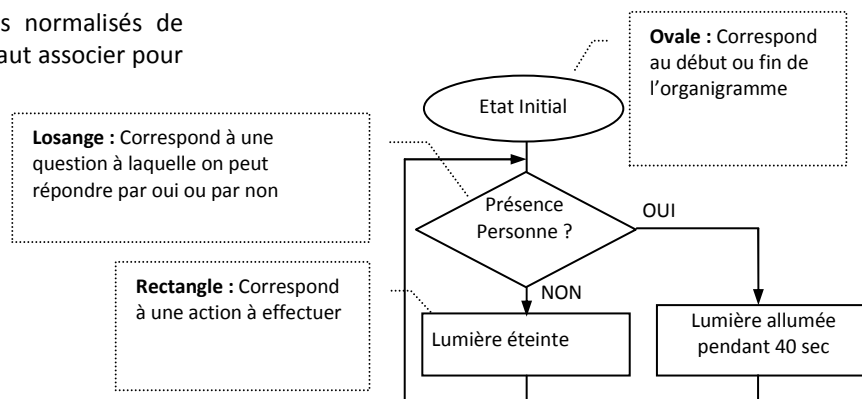 s normalisés de
aut associer pour
Ovale : Correspond
au début ou fin de
l'organigramme
Etat Initial
Losange : Correspond à une
question à laquelle on peut
répondre par oui ou par non
Présence
Personne ?
OUI
NON
Rectangle : Correspond
à une action à effectuer
Lumière éteinte
Lumière allumée
pendant 40 sec